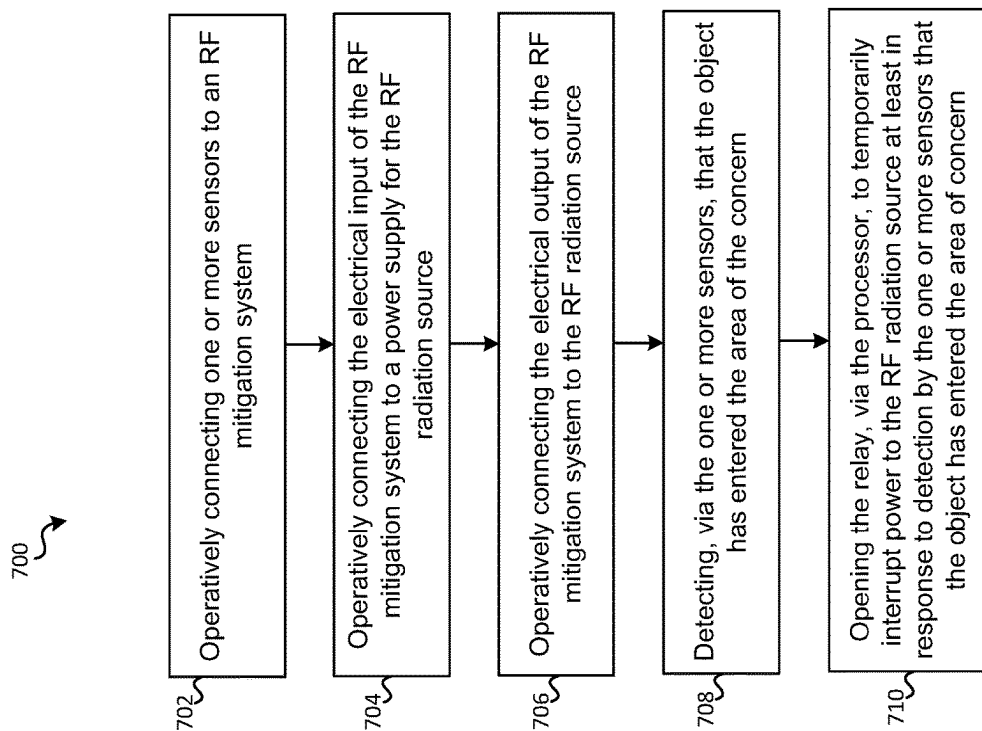 700
702
Operatively connecting one or more sensors to an RF
mitigation system
704
Operatively connecting the electrical input of the RF
mitigation system to a power supply for the RF
radiation source
706
Operatively connecting the electrical output of the RF
mitigation system to the RF radiation source
708
Detecting, via the one or more sensors, that the object
has entered the area of the concern
710
Opening the relay, via the processor, to temporarily
interrupt power to the RF radiation source at least in
response to detection by the one or more sensors that
the object has entered the area of concern